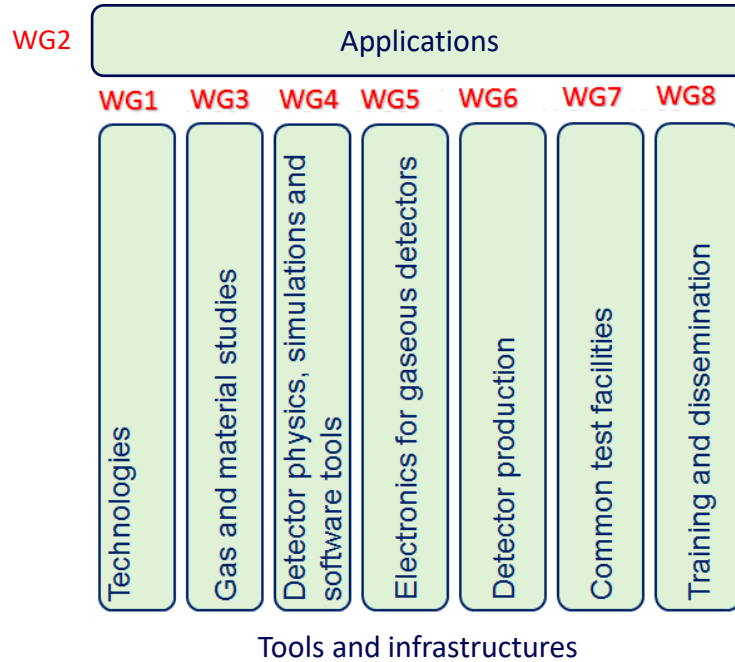 WG2
Applications
WG1
WG3
WG4
WG5
WG6
WG7
WG8
Technologies
Gas and material studies
Detector physics, simulations and
software tools
Electronics for gaseous detectors
Detector production
Common test facilities
Training and dissemination
Tools and infrastructures